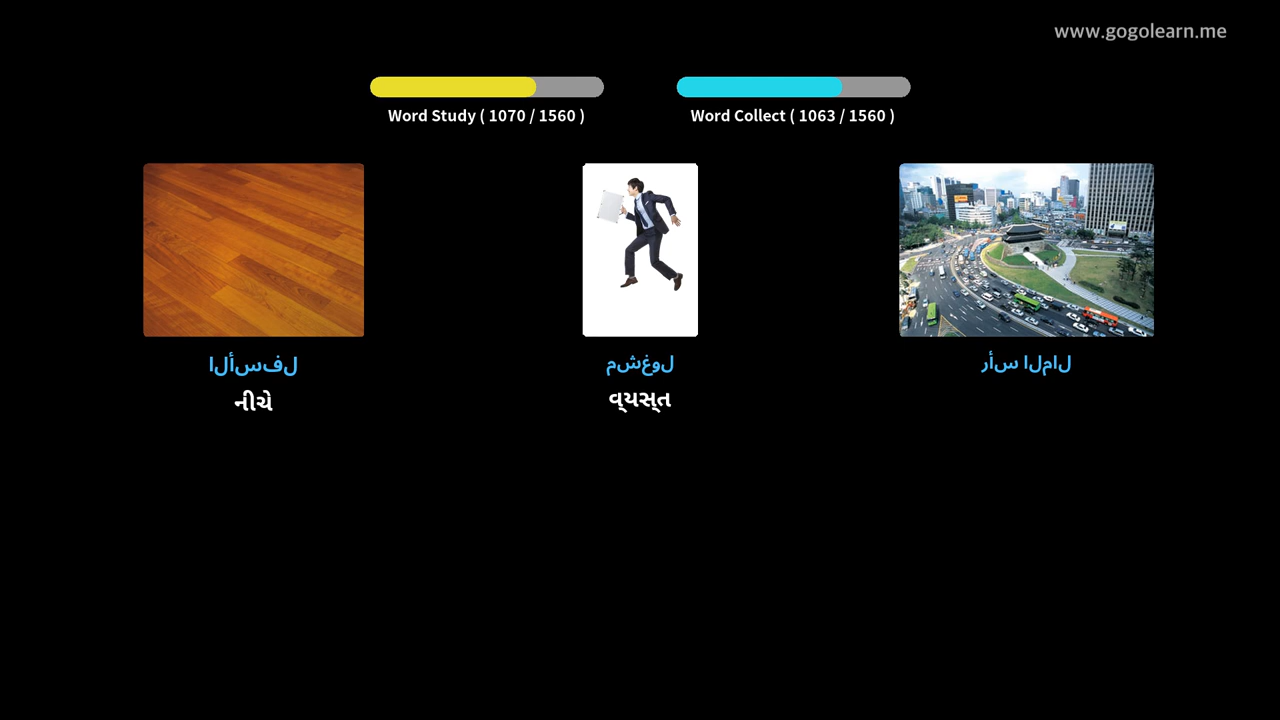 www.gogolearn.me
Word Study ( 1070 / 1560 )
Word Collect ( 1063 / 1560 )
الأسفل
نીચે
مشغول
વ્યસ્ત
رأس المال